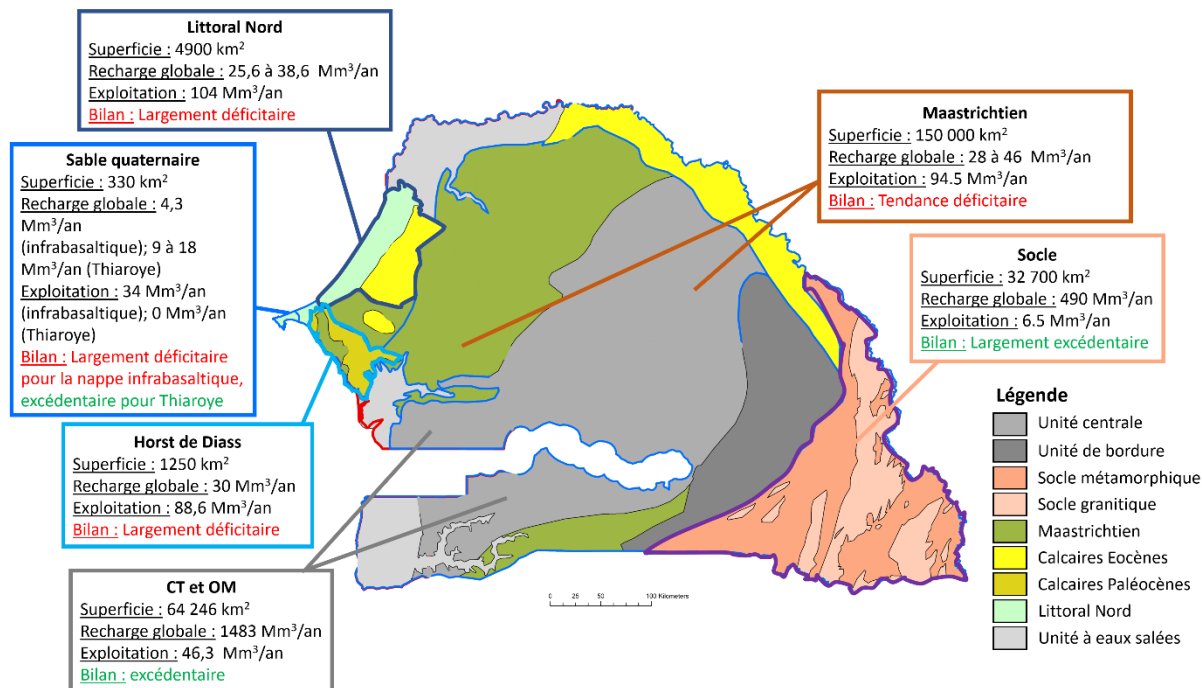 Littoral Nord
Superficie : 4900 km²
Recharge globale : 25,6 à 38,6 Mm³/an
Exploitation : 104 Mm³/an
Bilan : Largement déficitaire
Sable quaternaire
Superficie : 330 km²
Recharge globale : 4,3
Mm³/an
(infrabasaltique); 9 à 18
Mm³/an (Thiaroye)
Exploitation : 34 Mm³/an
(infrabasaltique); 0 Mm³/an
(Thiaroye)
Bilan : Largement déficitaire
pour la nappe infrabasaltique,
excédentaire pour Thiaroye
Horst de Diass
Superficie : 1250 km²
Recharge globale : 30 Mm³/an
Exploitation : 88,6 Mm³/an
Bilan : Largement déficitaire
CT et OM
Superficie : 64 246 km²
Recharge globale : 1483 Mm³/an
Exploitation : 46,3 Mm³/an
Bilan : excédentaire
Maastrichtien
Superficie : 150 000 km²
Recharge globale : 28 à 46 Mm³/an
Exploitation : 94.5 Mm³/an
Bilan : Tendance déficitaire
Socle
Superficie : 32 700 km²
Recharge globale : 490 Mm³/an
Exploitation : 6.5 Mm³/an
Bilan : Largement excédentaire
Légende
Unité centrale
Unité de bordure
Socle métamorphique
Socle granitique
Maastrichtien
Calcaires Eocènes
Calcaires Paléocènes
Littoral Nord
Unité à eaux salées
0 25 50 100 Kilometers